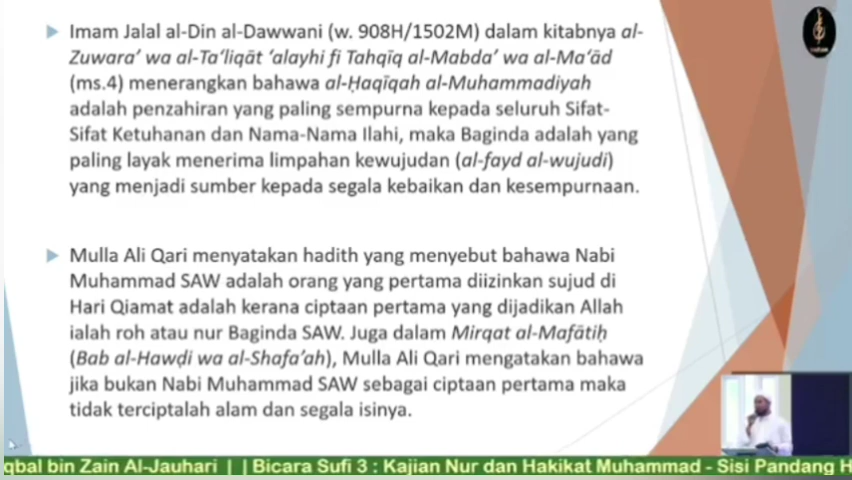 Imam Jalal al-Din al-Dawwani (w. 908H/1502M) dalam kitabnya al-
Zuwara’ wa al-Ta‘liqāt ‘alayhi fi Tahqīq al-Mabda’ wa al-Ma‘ād
(ms.4) menerangkan bahawa al-Ḥaqīqah al-Muhammadiyah
adalah penzahiran yang paling sempurna kepada seluruh Sifat-
Sifat Ketuhanan dan Nama-Nama Ilahi, maka Baginda adalah yang
paling layak menerima limpahan kewujudan (al-fayd al-wujudi)
yang menjadi sumber kepada segala kebaikan dan kesempurnaan.
Mulla Ali Qari menyatakan hadith yang menyebut bahawa Nabi
Muhammad SAW adalah orang yang pertama diizinkan sujud di
Hari Qiamat adalah kerana ciptaan pertama yang dijadikan Allah
ialah roh atau nur Baginda SAW. Juga dalam Mirqat al-Mafātiḥ
(Bab al-Hawḍi wa al-Shafa’ah), Mulla Ali Qari mengatakan bahawa
jika bukan Nabi Muhammad SAW sebagai ciptaan pertama maka
tidak terciptalah alam dan segala isinya.
qbal bin Zain Al-Jauhari | | Bicara Sufi 3 : Kajian Nur dan Hakikat Muhammad - Sisi Pandang H